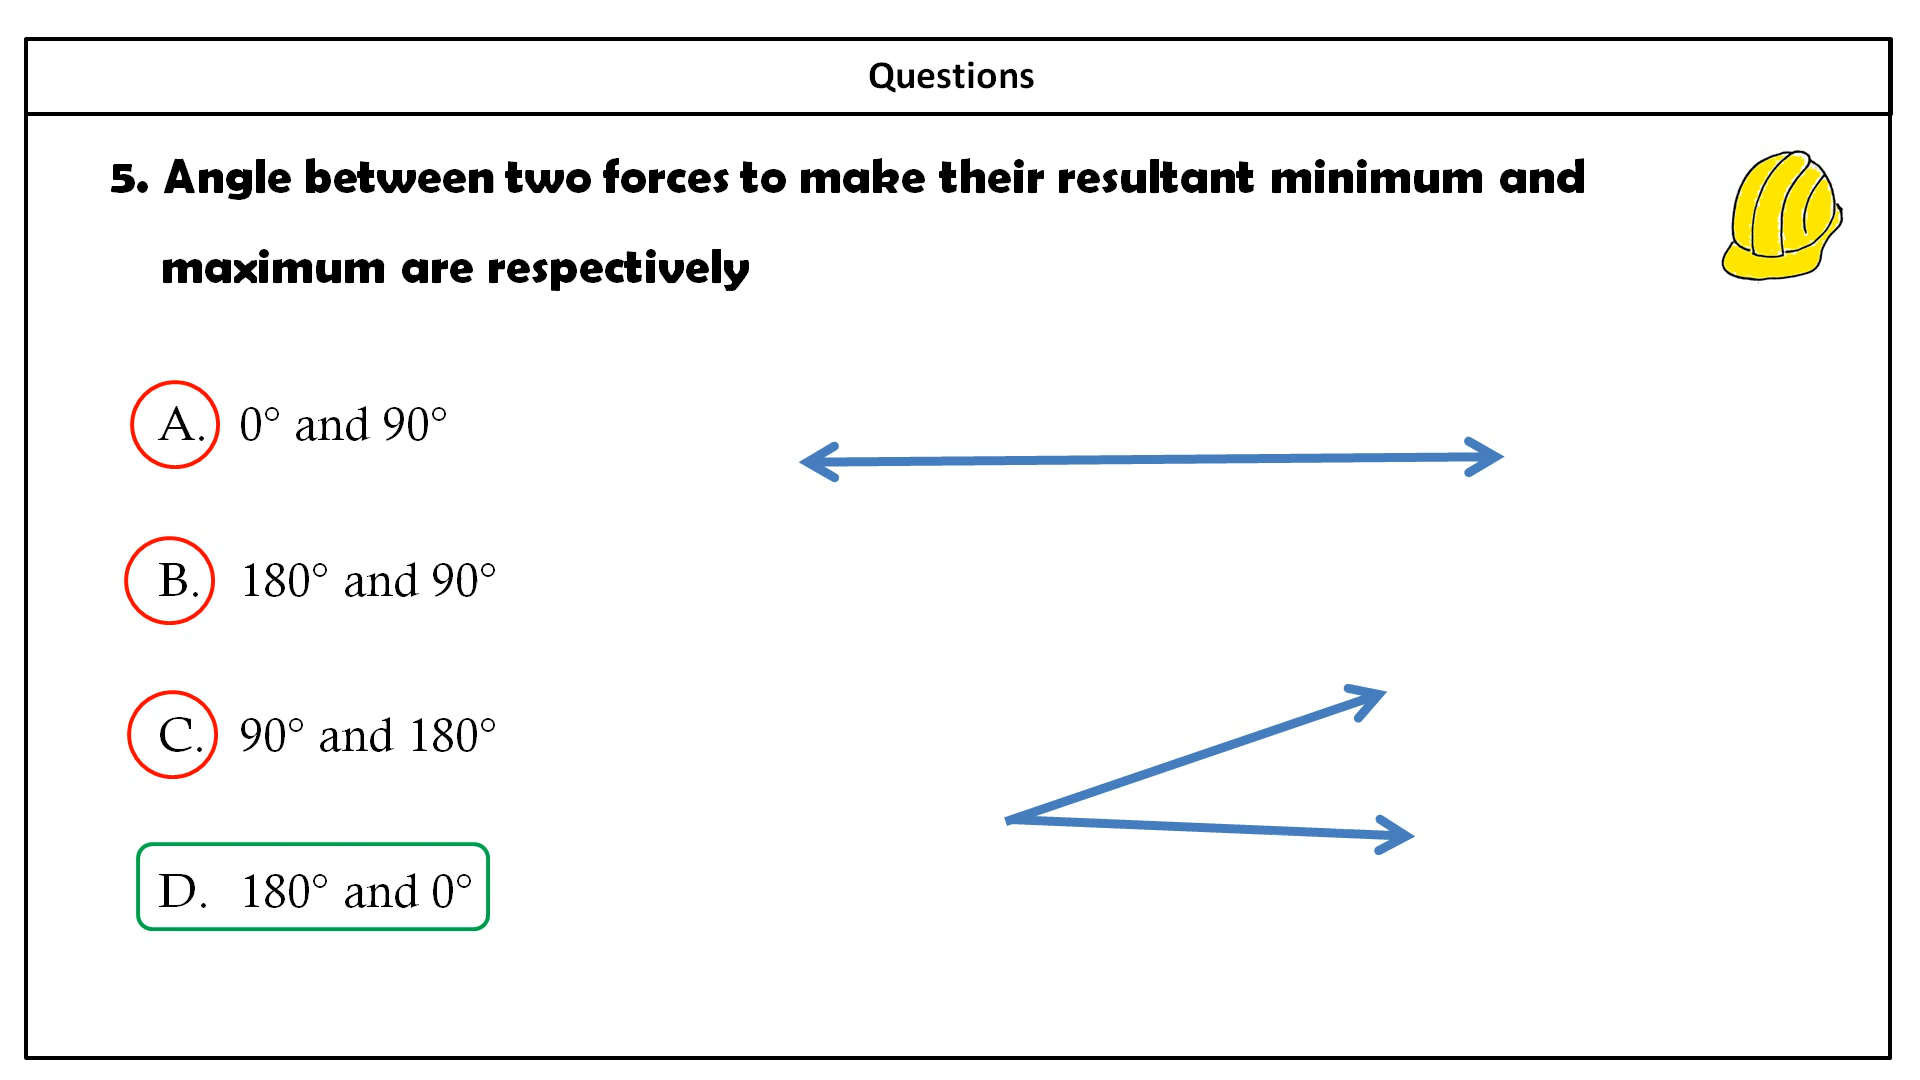 Questions
5. Angle between two forces to make their resultant minimum and
maximum are respectively
A. 0° and 90°
B. 180° and 90°
C. 90° and 180°
D. 180° and 0°